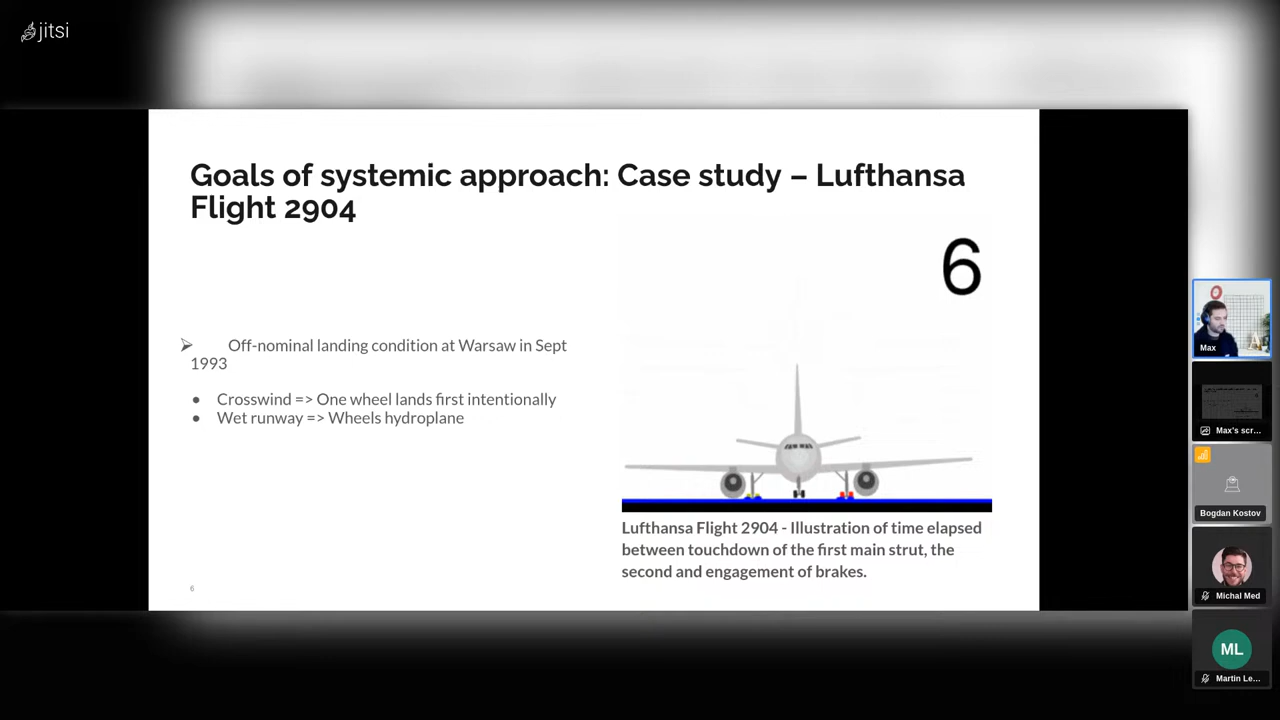 jitsi
Goals of systemic approach: Case study – Lufthansa
Flight 2904
6
➢ Off-nominal landing condition at Warsaw in Sept
1993
● Crosswind => One wheel lands first intentionally
● Wet runway => Wheels hydroplane
Lufthansa Flight 2904 - Illustration of time elapsed
between touchdown of the first main strut, the
second and engagement of brakes.
6
Max
Max's scr...
Bogdan Kostov
Michal Med
ML
Martin Le...